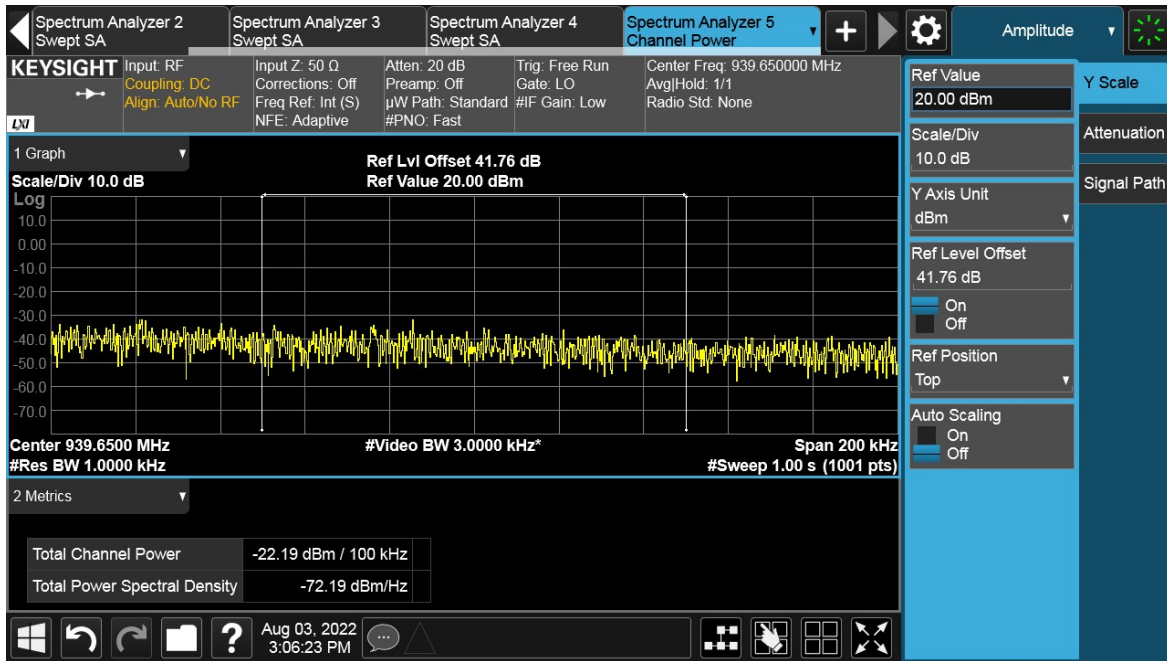 Spectrum Analyzer 2
Swept SA
Spectrum Analyzer 3
Swept SA
Spectrum Analyzer 4
Swept SA
Spectrum Analyzer 5
Channel Power
+
Amplitude
KEYSIGHT
LXI
Input: RF
Coupling: DC
Align: Auto/No RF
Input Z: 50 Ω
Corrections: Off
Freq Ref: Int (S)
NFE: Adaptive
Atten: 20 dB
Preamp: Off
µW Path: Standard
#PNO: Fast
Trig: Free Run
Gate: LO
#IF Gain: Low
Center Freq: 939.650000 MHz
Avg|Hold: 1/1
Radio Std: None
1 Graph
Scale/Div 10.0 dB
Ref Lvl Offset 41.76 dB
Ref Value 20.00 dBm
Log
10.0
0.00
-10.0
-20.0
-30.0
-40.0
-50.0
-60.0
-70.0
Center 939.6500 MHz
#Video BW 3.0000 kHz*
Span 200 kHz
#Res BW 1.0000 kHz
#Sweep 1.00 s (1001 pts)
2 Metrics
Total Channel Power -22.19 dBm / 100 kHz
Total Power Spectral Density -72.19 dBm/Hz
?
Aug 03, 2022
3:06:23 PM
Ref Value
20.00 dBm
Scale/Div
10.0 dB
Y Axis Unit
dBm
Ref Level Offset
41.76 dB
On
Off
Ref Position
Top
Auto Scaling
On
Off
Y Scale
Attenuation
Signal Path